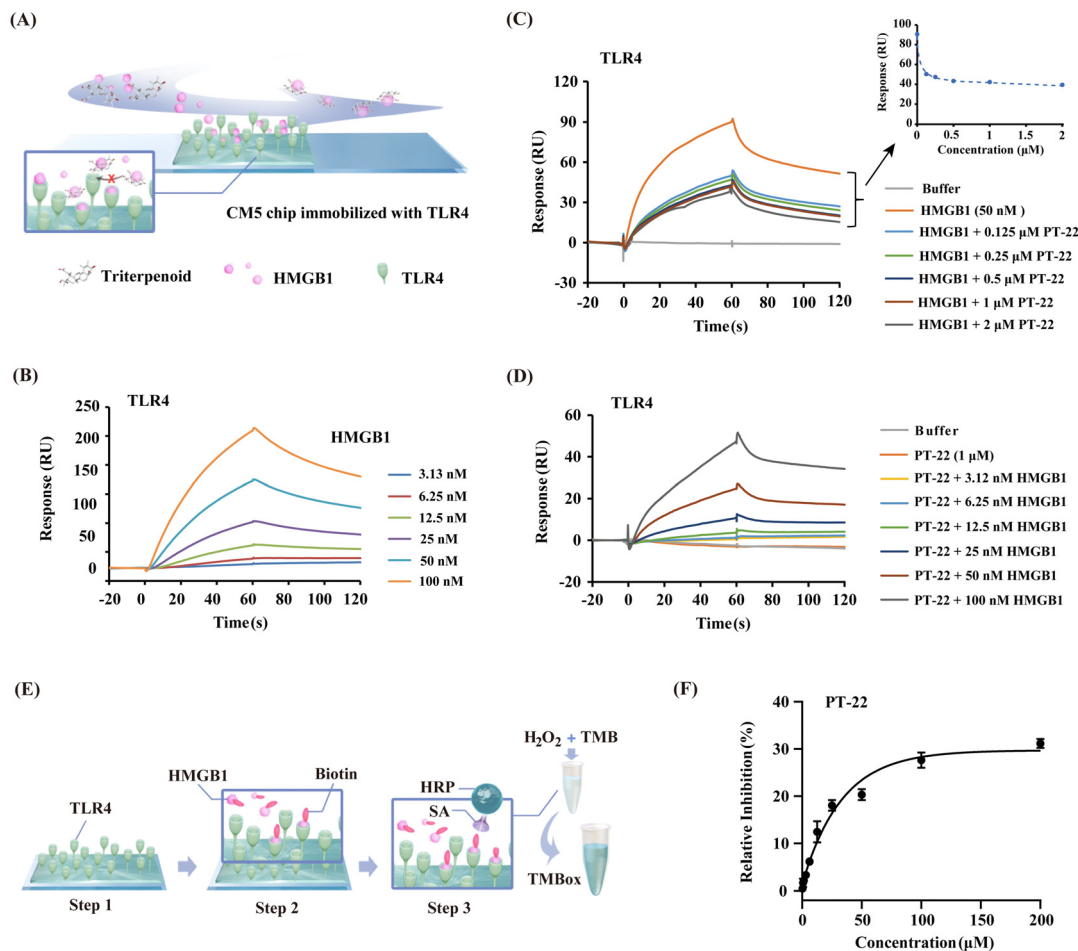 (A)
CM5 chip immobilized with TLR4
Triterpenoid
HMGB1
TLR4
(C)
TLR4
Response (RU)
120
90
60
30
0
-30
-20 0 20 40 60 80 100 120
Time (s)
Response (RU)
100
80
60
40
20
0
0 0.5 1 1.5 2
Concentration (μM)
Buffer
HMGB1 (50 nM )
HMGB1 + 0.125 μM PT-22
HMGB1 + 0.25 μM PT-22
HMGB1 + 0.5 μM PT-22
HMGB1 + 1 μM PT-22
HMGB1 + 2 μM PT-22
(B)
TLR4
HMGB1
Response (RU)
250
200
150
100
50
0
-20 0 20 40 60 80 100 120
Time (s)
3.13 nM
6.25 nM
12.5 nM
25 nM
50 nM
100 nM
(D)
TLR4
Response (RU)
60
40
20
0
-20
-20 0 20 40 60 80 100 120
Time (s)
Buffer
PT-22 (1 μM)
PT-22 + 3.12 nM HMGB1
PT-22 + 6.25 nM HMGB1
PT-22 + 12.5 nM HMGB1
PT-22 + 25 nM HMGB1
PT-22 + 50 nM HMGB1
PT-22 + 100 nM HMGB1
(E)
TLR4
Step 1
HMGB1
Biotin
Step 2
HRP
SA
Step 3
H₂O₂ + TMB
TMBox
(F)
PT-22
Relative Inhibition (%)
40
30
20
10
0
0 50 100 150 200
Concentration (μM)